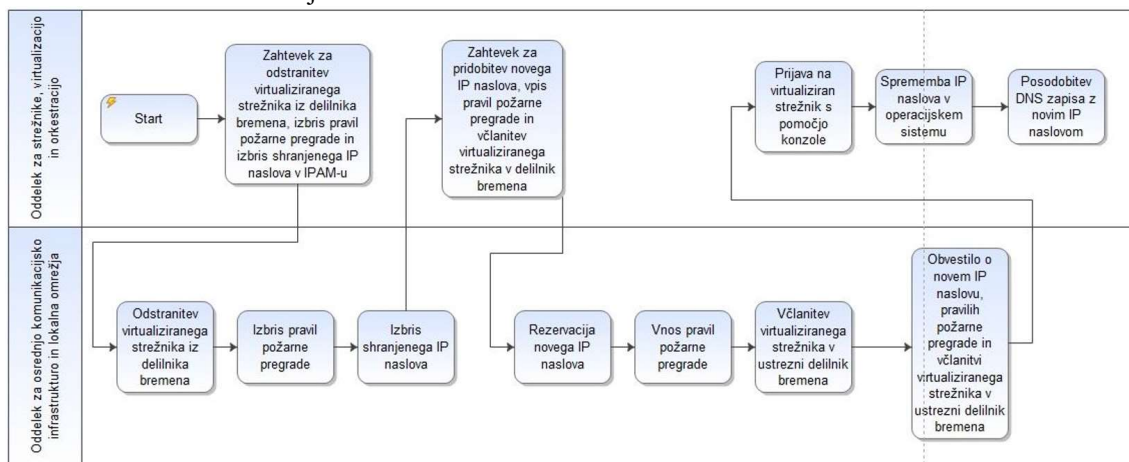 Oddelek za strežnike, virtualizacijo
in orkestracijo
Start
Zahtevek za
odstranitev
virtualiziranega
strežnika iz delilnika
bremena, izbris pravil
požarne pregrade in
izbris shranjenega IP
naslova v IPAM-u
Zahtevek za
pridobitev novega
IP naslova, vpis
pravil požarne
pregrade in
včlanitev
virtualiziranega
strežnika v delilnik
bremena
Prijava na
virtualiziran
strežnik s
pomočjo
konzole
Sprememba IP
naslova v
operacijskem
sistemu
Posodobitev
DNS zapisa z
novim IP
naslovom
Oddelek za osrednjo komunikacijsko
infrastrukturo in lokalna omrežja
Odstranitev
virtualiziranega
strežnika iz
delilnika
bremena
Izbris pravil
požarne
pregrade
Izbris
shranjenega IP
naslova
Rezervacija
novega IP
naslova
Vnos pravil
požarne
pregrade
Včlanitev
virtualiziranega
strežnika v
ustrezni delilnik
bremena
Obvestilo o
novem IP
naslovu,
pravilih
požarne
pregrade in
včlanitvi
virtualiziranega
strežnika v
ustrezni delilnik
bremena